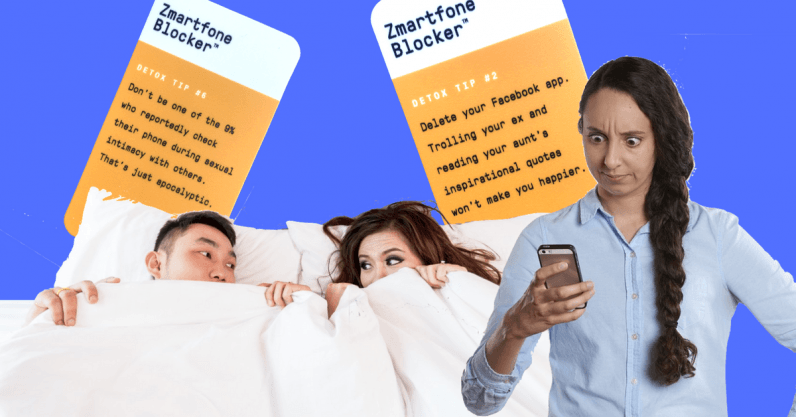 Zmartfone
Blocker™
DETOX TIP #4
Don't be one of the 9%
who reportedly check
their phone during sexual
intimacy with others.
That's just apocalyptic.
Zmartfone
Blocker™
DETOX TIP #2
Delete your Facebook app.
Trolling your ex and
reading your aunt's
inspirational quotes
won't make you happier.